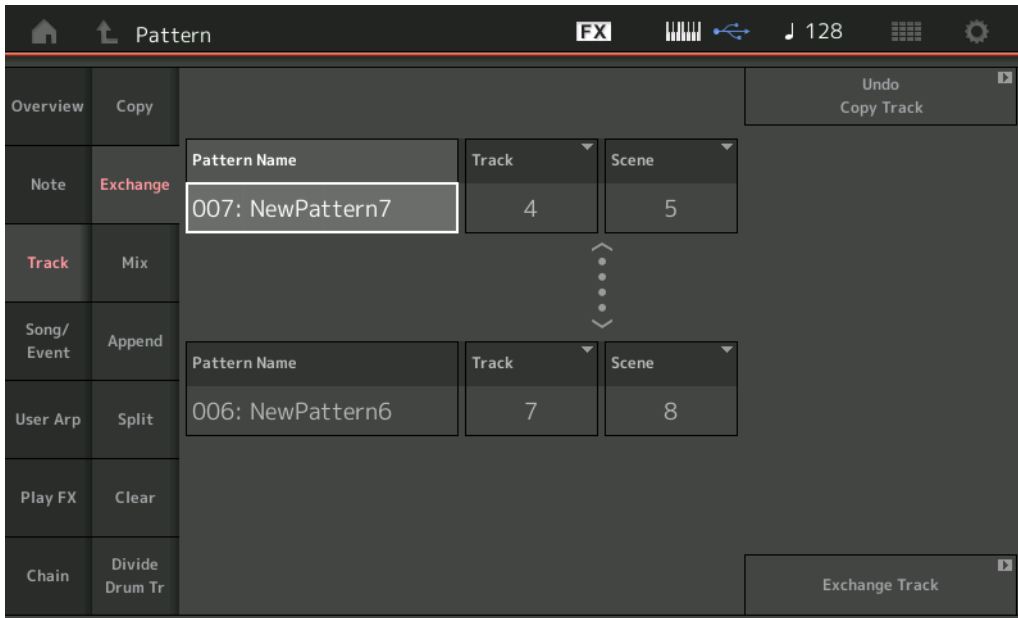 Pattern
FX
♩ 128
Overview
Note
Track
Song/
Event
User Arp
Play FX
Chain
Copy
Exchange
Mix
Append
Split
Clear
Divide
Drum Tr
Pattern Name
Track
Scene
007: NewPattern7
4
5
Pattern Name
Track
Scene
006: NewPattern6
7
8
Undo
Copy Track
Exchange Track